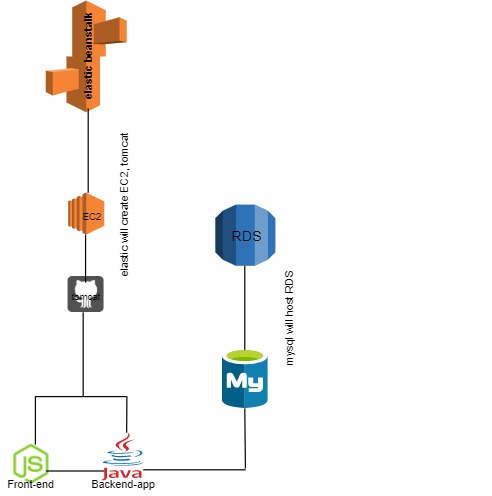 elastic beanstalk
elastic will create EC2, tomcat
EC2
RDS
tomcat
mysql will host RDS
My
JS
Java
Front-end
Backend-app